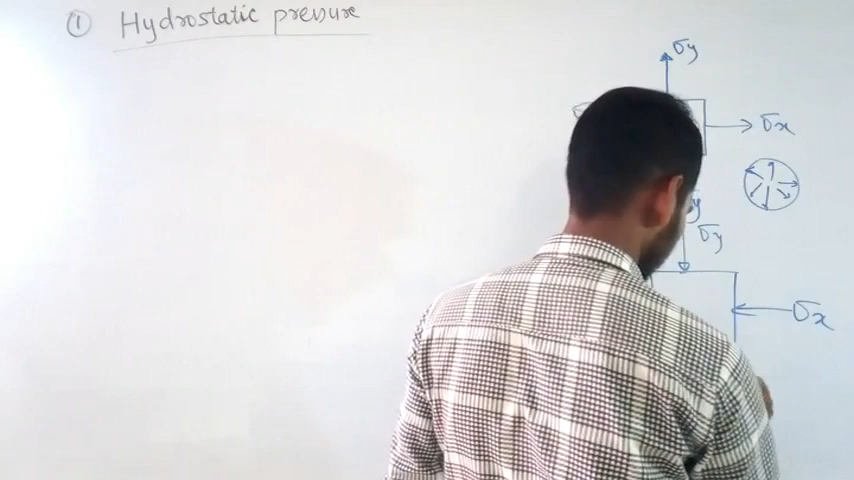 ① Hydrostatic pressure
σy
σx
y
σy
σx